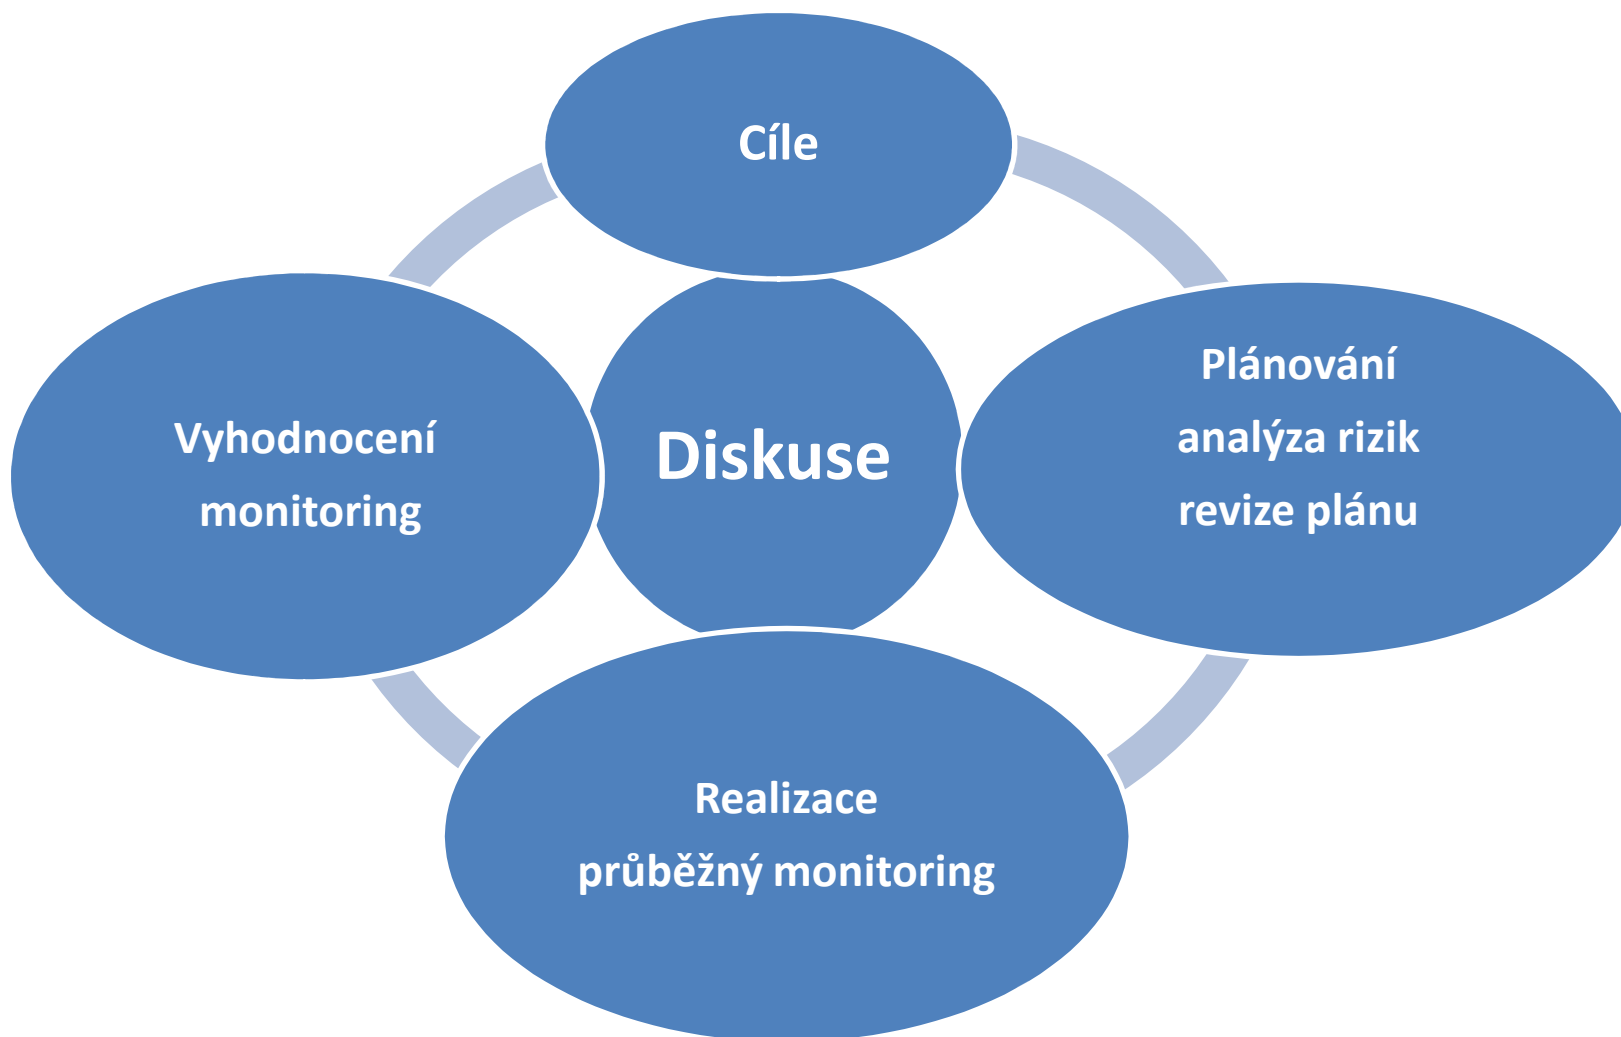 Cíle
Plánování
analýza rizik
revize plánu
Diskuse
Vyhodnocení
monitoring
Realizace
průběžný monitoring